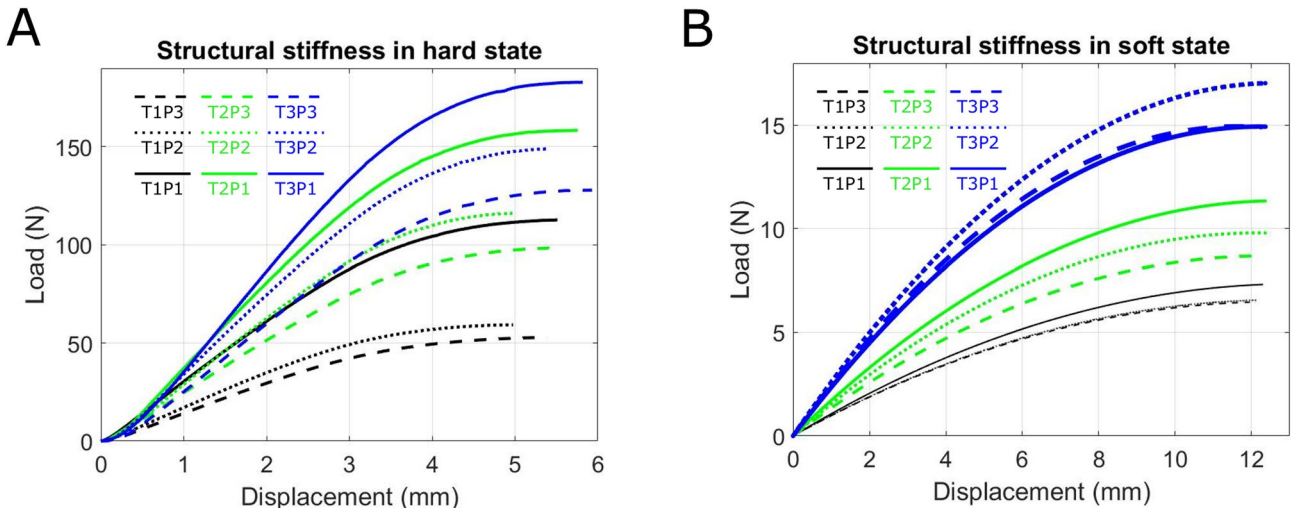 A
Structural stiffness in hard state
T1P3 T2P3 T3P3
T1P2 T2P2 T3P2
T1P1 T2P1 T3P1
150
100
50
0
Load (N)
0 1 2 3 4 5 6
Displacement (mm)
B
Structural stiffness in soft state
T1P3 T2P3 T3P3
T1P2 T2P2 T3P2
T1P1 T2P1 T3P1
15
10
5
0
Load (N)
0 2 4 6 8 10 12
Displacement (mm)